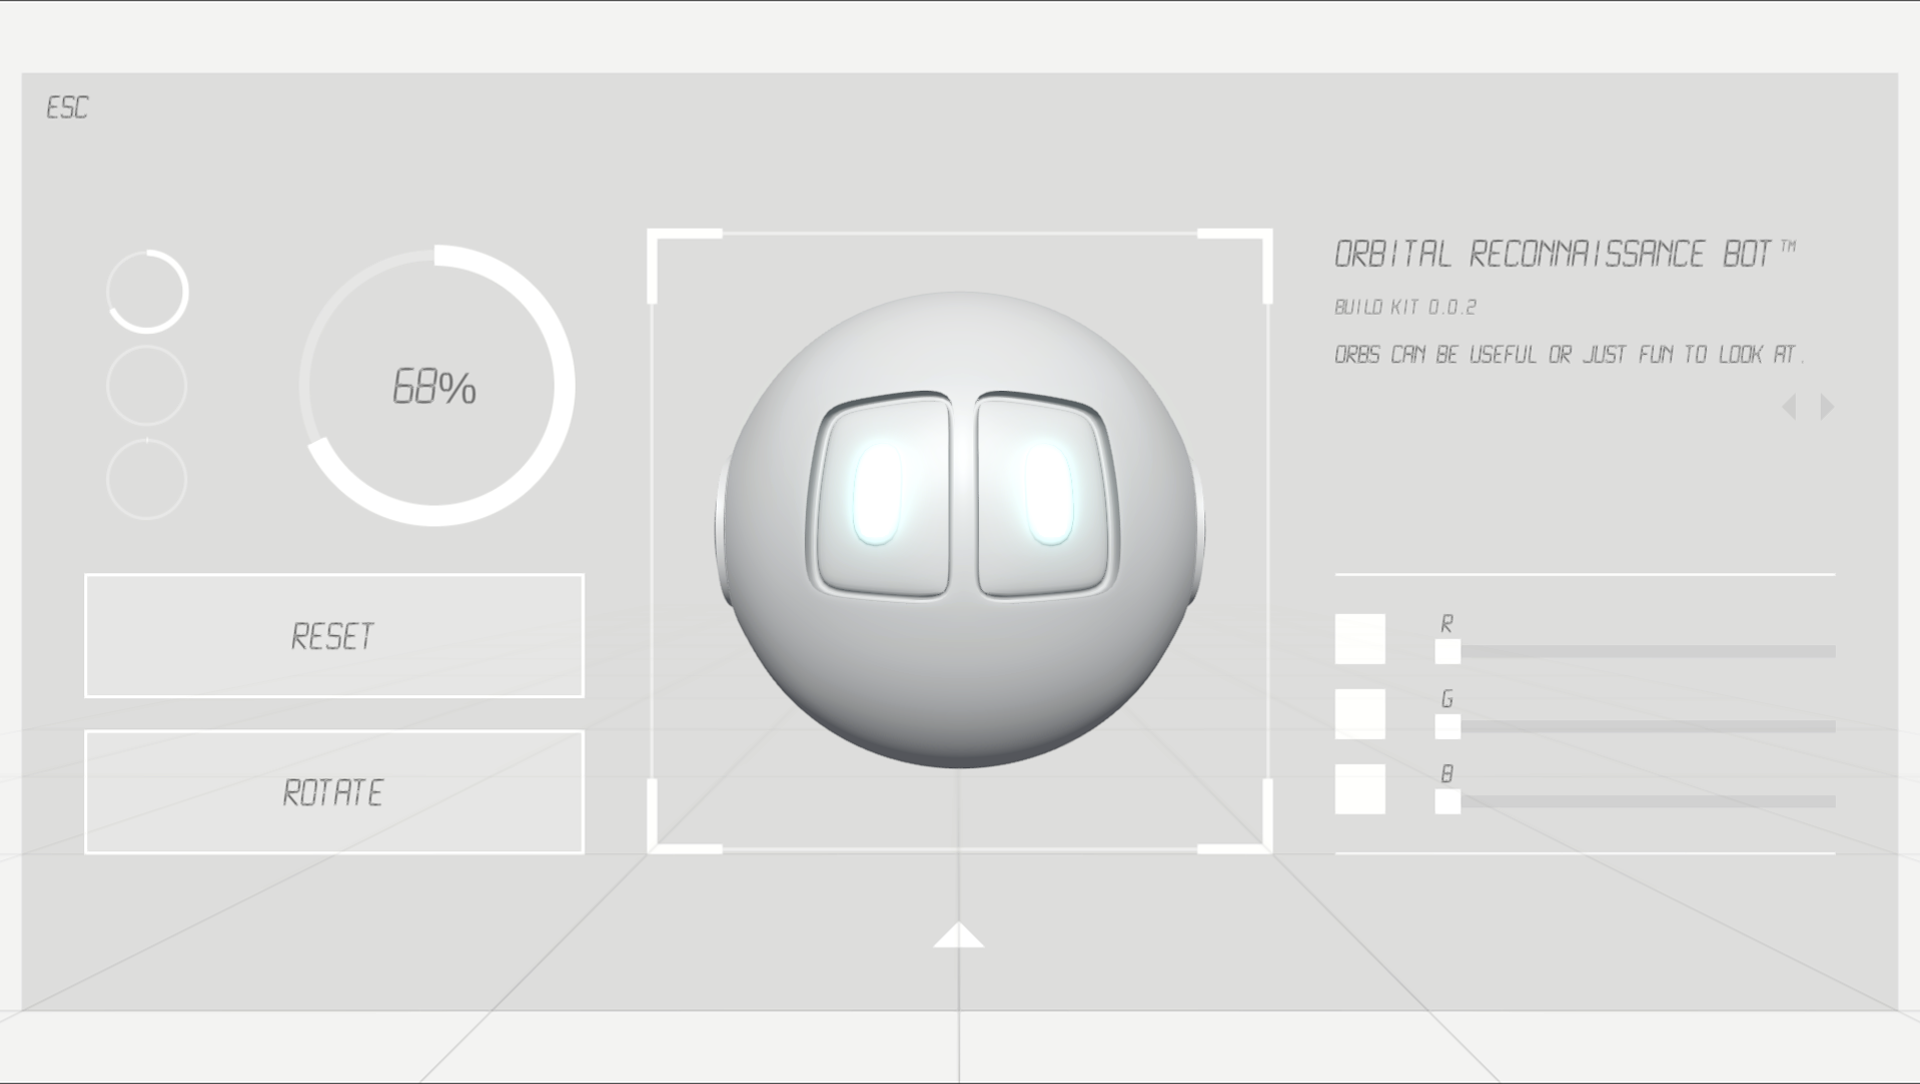 ESC
68%
RESET
ROTATE
ORBITAL RECONNAISSANCE BOT™
BUILD KIT 0.0.2
ORBS CAN BE USEFUL OR JUST FUN TO LOOK AT.
R
G
B